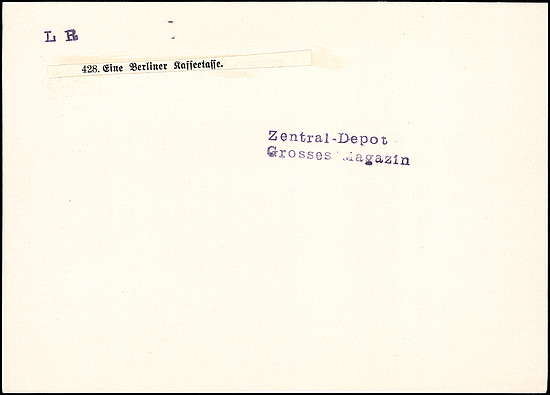 L R
428. Eine Berliner Kaffeetasse.
Zentral-Depot
Grosses Magazin